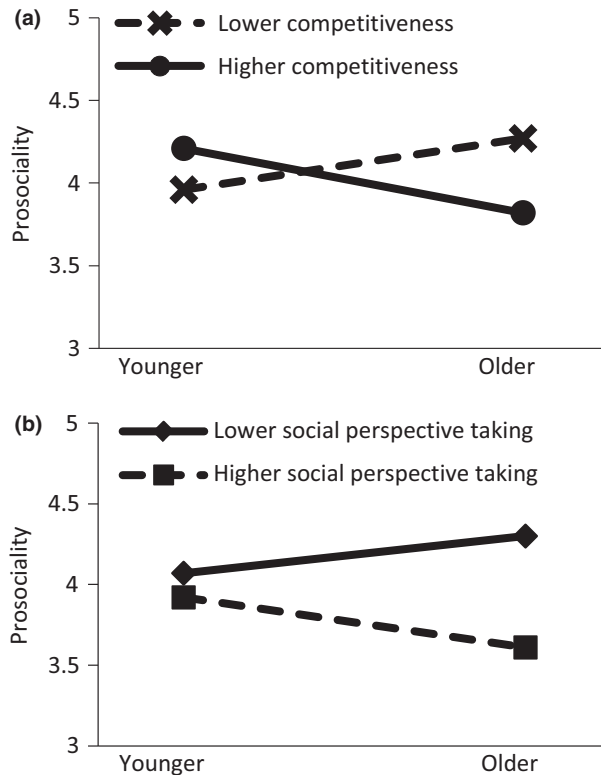 (a)
5
Lower competitiveness
Higher competitiveness
4.5
4
3.5
3
Prosociality
Younger
Older
(b)
5
Lower social perspective taking
Higher social perspective taking
4.5
4
3.5
3
Prosociality
Younger
Older